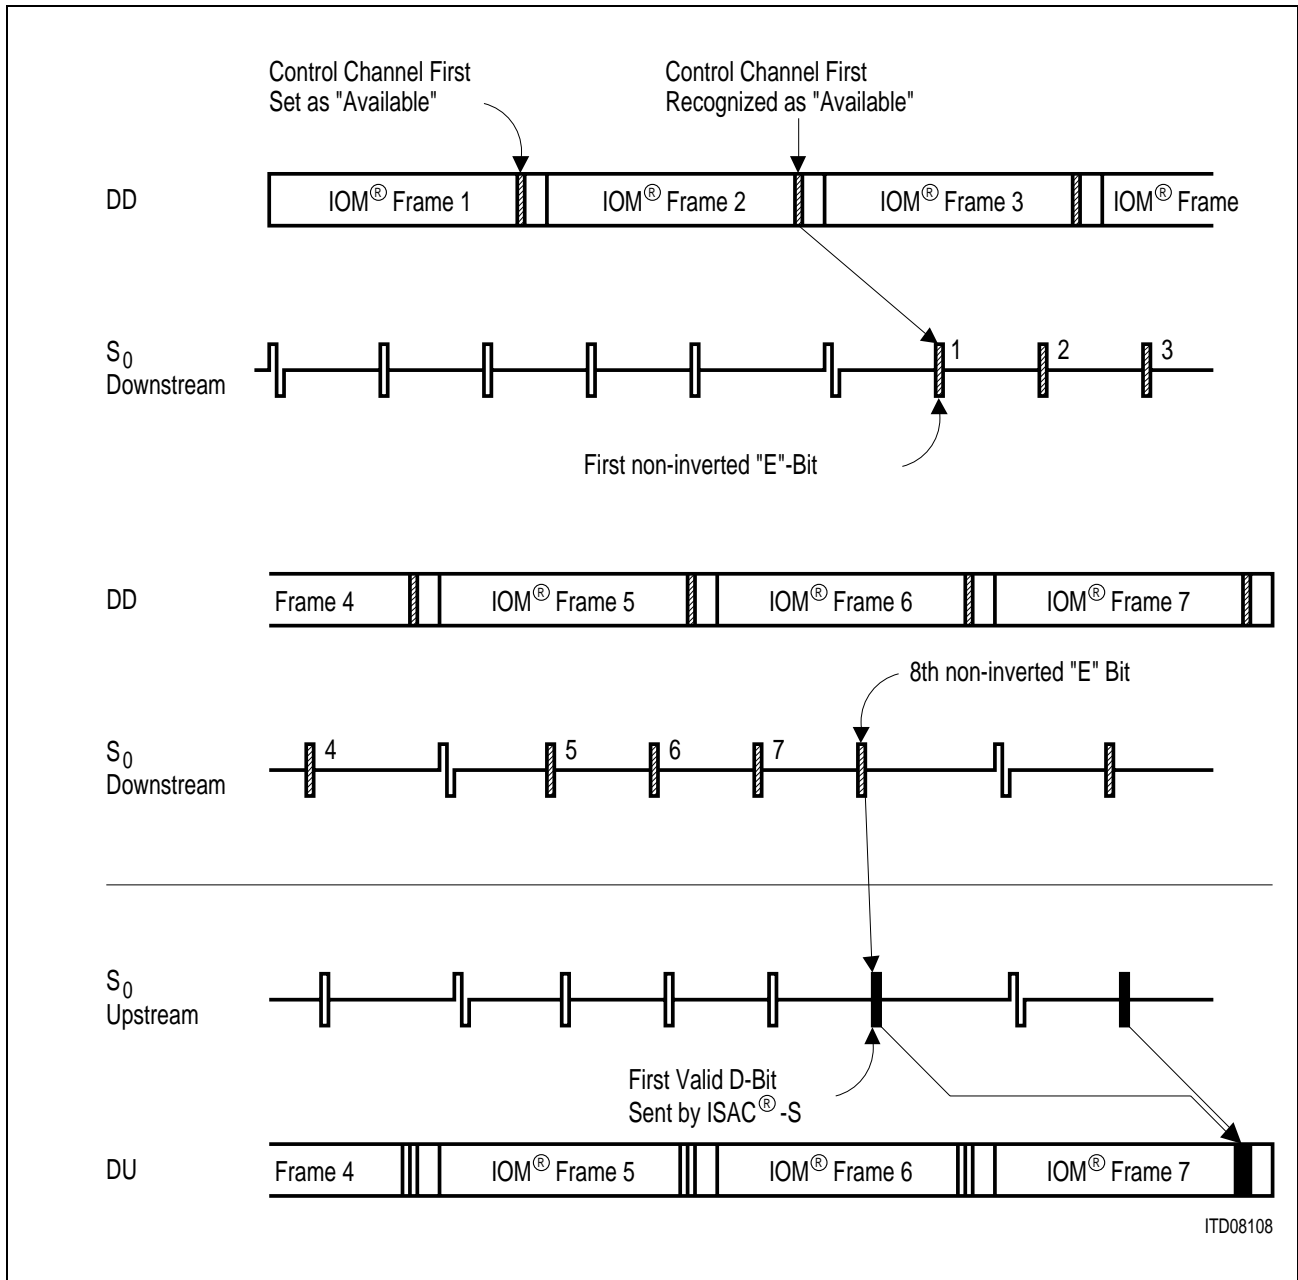 Control Channel First
Set as "Available"
Control Channel First
Recognized as "Available"
DD
IOM® Frame 1
IOM® Frame 2
IOM® Frame 3
IOM® Frame
S0
Downstream
1
2
3
First non-inverted "E"-Bit
DD
Frame 4
IOM® Frame 5
IOM® Frame 6
IOM® Frame 7
8th non-inverted "E" Bit
S0
Downstream
4
5
6
7
S0
Upstream
First Valid D-Bit
Sent by ISAC® -S
DU
Frame 4
IOM® Frame 5
IOM® Frame 6
IOM® Frame 7
ITD08108